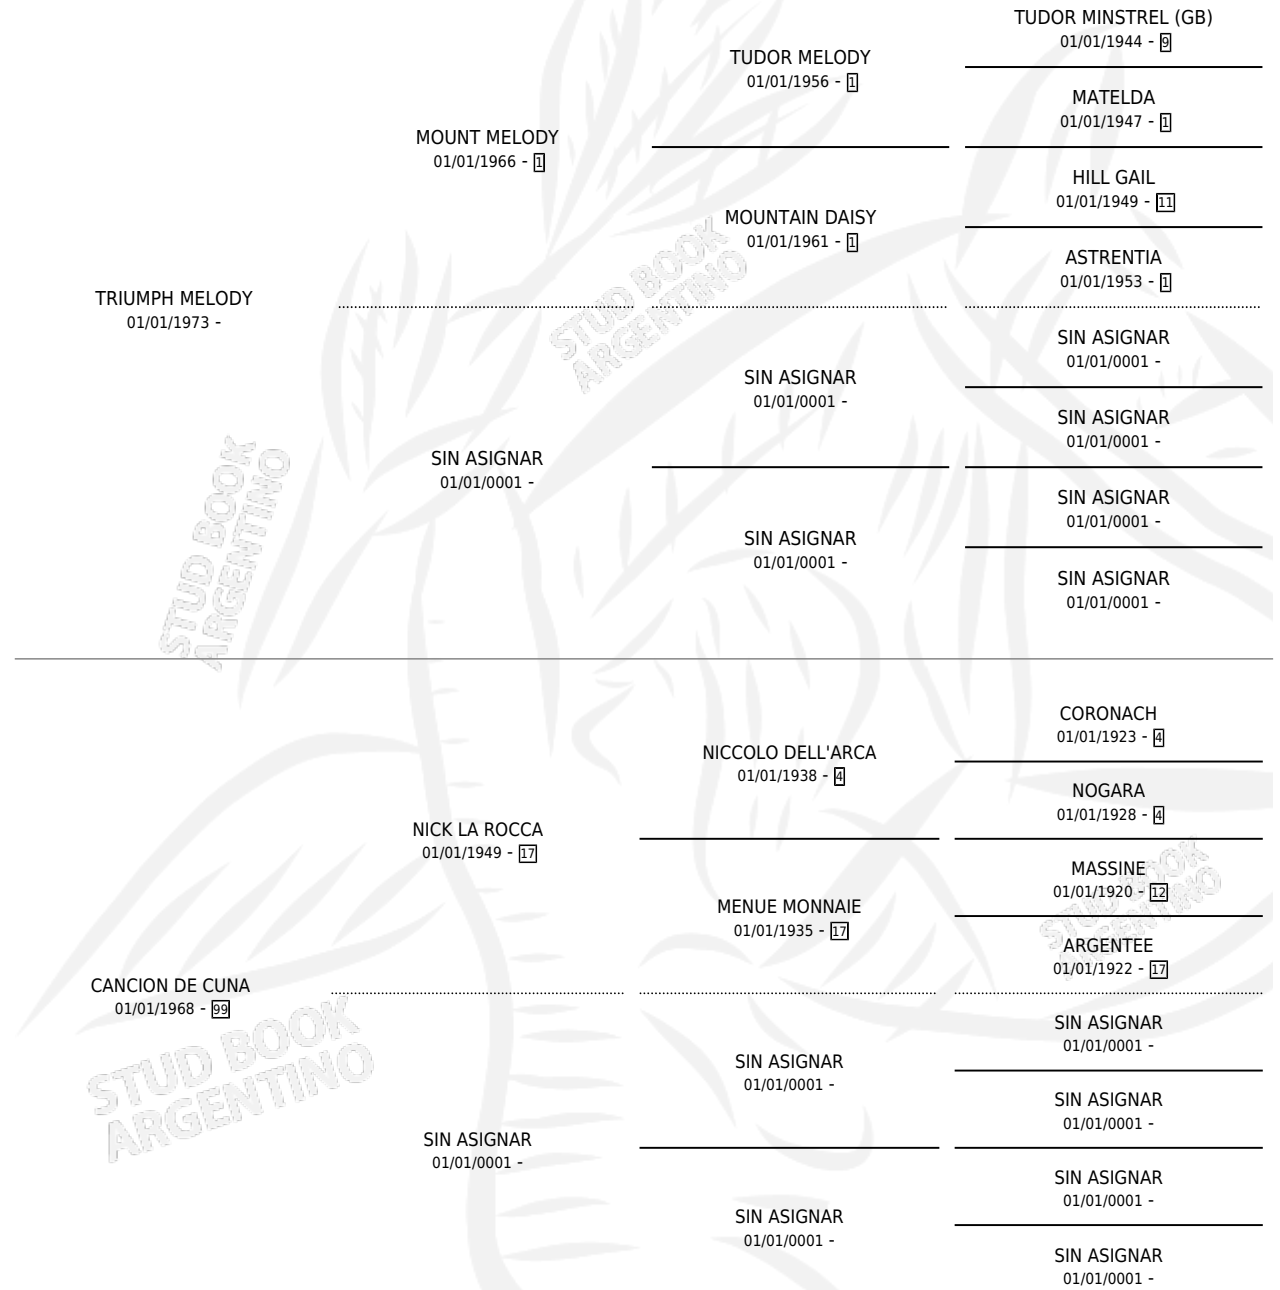 TUDOR MINSTREL (GB)
01/01/1944 - 9
TUDOR MELODY
01/01/1956 - 1
MATELDA
01/01/1947 - 1
MOUNT MELODY
01/01/1966 - 1
HILL GAIL
01/01/1949 - 11
MOUNTAIN DAISY
01/01/1961 - 1
ASTRENTIA
01/01/1953 - 1
TRIUMPH MELODY
01/01/1973 -
SIN ASIGNAR
01/01/0001 -
SIN ASIGNAR
01/01/0001 -
SIN ASIGNAR
01/01/0001 -
SIN ASIGNAR
01/01/0001 -
SIN ASIGNAR
01/01/0001 -
SIN ASIGNAR
01/01/0001 -
SIN ASIGNAR
01/01/0001 -
STUD BOOK
ARGENTINO
STUD BOOK
ARGENTINO
CORONACH
01/01/1923 - 4
NICCOLO DELL'ARCA
01/01/1938 - 4
NOGARA
01/01/1928 - 4
NICK LA ROCCA
01/01/1949 - 17
MASSINE
01/01/1920 - 12
MENUE MONNAIE
01/01/1935 - 17
ARGENTEE
01/01/1922 - 17
CANCION DE CUNA
01/01/1968 - 99
SIN ASIGNAR
01/01/0001 -
SIN ASIGNAR
01/01/0001 -
SIN ASIGNAR
01/01/0001 -
SIN ASIGNAR
01/01/0001 -
SIN ASIGNAR
01/01/0001 -
SIN ASIGNAR
01/01/0001 -
SIN ASIGNAR
01/01/0001 -
STUD BOOK
ARGENTINO
STUD BOOK
ARGENTINO